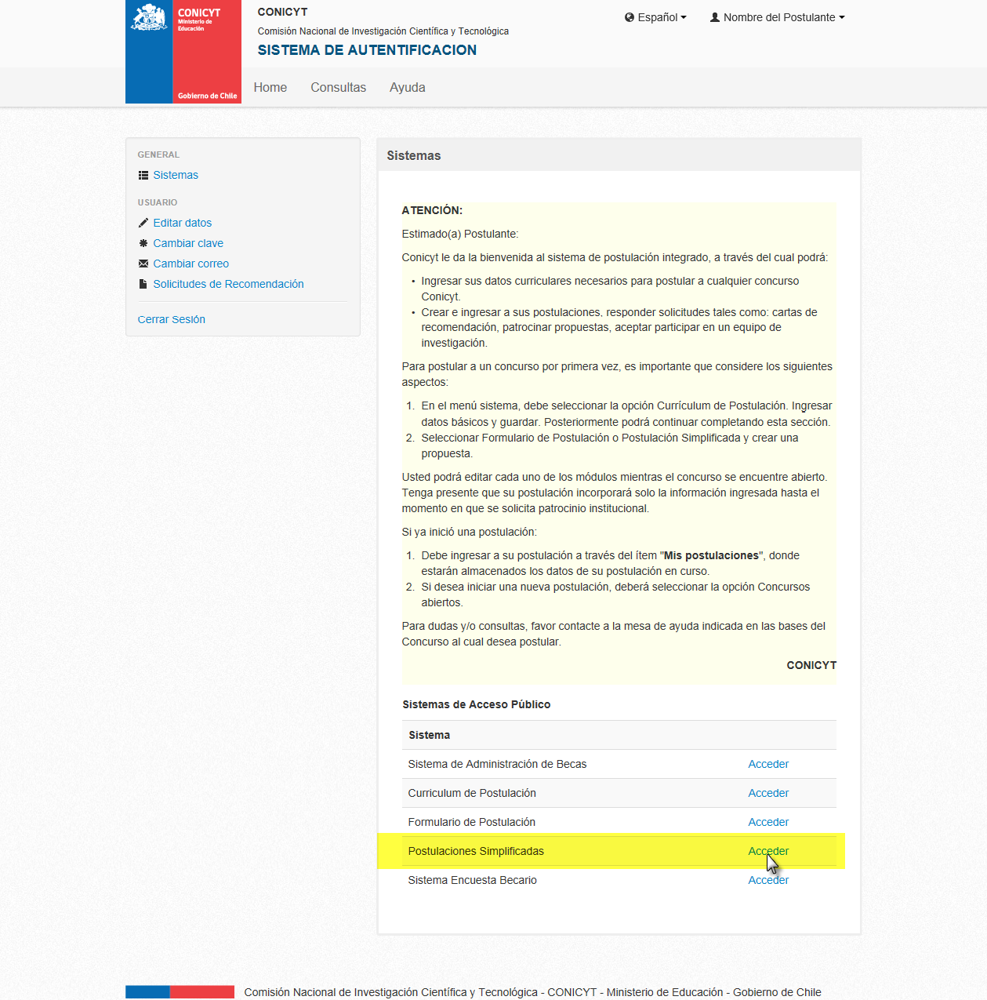 CONICYT
Ministerio de
Educación
Gobierno de Chile
CONICYT
Comisión Nacional de Investigación Científica y Tecnológica
SISTEMA DE AUTENTIFICACION
Español
Nombre del Postulante
Home
Consultas
Ayuda
GENERAL
Sistemas
USUARIO
Editar datos
Cambiar clave
Cambiar correo
Solicitudes de Recomendación
Cerrar Sesión
Sistemas
ATENCIÓN:
Estimado(a) Postulante:
Conicyt le da la bienvenida al sistema de postulación integrado, a través del cual podrá:
• Ingresar sus datos curriculares necesarios para postular a cualquier concurso
Conicyt.
• Crear e ingresar a sus postulaciones, responder solicitudes tales como: cartas de
recomendación, patrocinar propuestas, aceptar participar en un equipo de
investigación.
Para postular a un concurso por primera vez, es importante que considere los siguientes
aspectos:
1. En el menú sistema, debe seleccionar la opción Currículum de Postulación. Ingresar
datos básicos y guardar. Posteriormente podrá continuar completando esta sección.
2. Seleccionar Formulario de Postulación o Postulación Simplificada y crear una
propuesta.
Usted podrá editar cada uno de los módulos mientras el concurso se encuentre abierto.
Tenga presente que su postulación incorporará solo la información ingresada hasta el
momento en que se solicita patrocinio institucional.
Si ya inició una postulación:
1. Debe ingresar a su postulación a través del ítem "Mis postulaciones", donde
estarán almacenados los datos de su postulación en curso.
2. Si desea iniciar una nueva postulación, deberá seleccionar la opción Concursos
abiertos.
Para dudas y/o consultas, favor contacte a la mesa de ayuda indicada en las bases del
Concurso al cual desea postular.
CONICYT
Sistemas de Acceso Público
Sistema
Sistema de Administración de Becas Acceder
Curriculum de Postulación Acceder
Formulario de Postulación Acceder
Postulaciones Simplificadas Acceder
Sistema Encuesta Becario Acceder
Comisión Nacional de Investigación Científica y Tecnológica - CONICYT - Ministerio de Educación - Gobierno de Chile